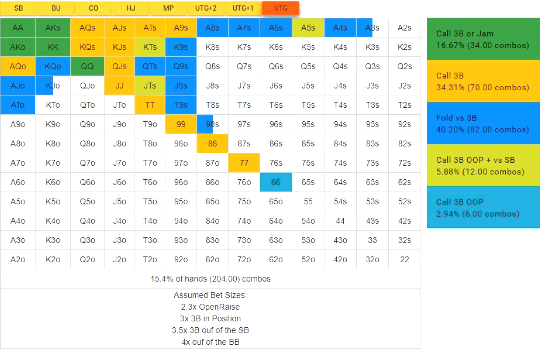 SB BU CO HJ MP UTG+2 UTG+1 UTG
AA AKs AQs AJs ATs A9s A8s A7s A6s A5s A4s A3s A2s
AKo KK KQs KJs KTs K9s K8s K7s K6s K5s K4s K3s K2s
AQo KQo QQ QJs QTs Q9s Q8s Q7s Q6s Q5s Q4s Q3s Q2s
AJo KJo QJo JJ JTs J9s J8s J7s J6s J5s J4s J3s J2s
ATo KTo QTo JTo TT T9s T8s T7s T6s T5s T4s T3s T2s
A9o K9o Q9o J9o T9o 99 98s 97s 96s 95s 94s 93s 92s
A8o K8o Q8o J8o T8o 98o 88 87s 86s 85s 84s 83s 82s
A7o K7o Q7o J7o T7o 97o 87o 77 76s 75s 74s 73s 72s
A6o K6o Q6o J6o T6o 96o 86o 76o 66 65s 64s 63s 62s
A5o K5o Q5o J5o T5o 95o 85o 75o 65o 55 54s 53s 52s
A4o K4o Q4o J4o T4o 94o 84o 74o 64o 54o 44 43s 42s
A3o K3o Q3o J3o T3o 93o 83o 73o 63o 53o 43o 33 32s
A2o K2o Q2o J2o T2o 92o 82o 72o 62o 52o 42o 32o 22
15.4% of hands (204.00) combos
Assumed Bet Sizes:
2.3x OpenRaise
3x 3B in Position
3.5x 3B ouf of the SB
4x ouf of the BB
Call 3B or Jam
16.67% (34.00 combos)
Call 3B
34.31% (70.00 combos)
Fold vs 3B
40.20% (82.00 combos)
Call 3B OOP + vs SB
5.88% (12.00 combos)
Call 3B OOP
2.94% (6.00 combos)